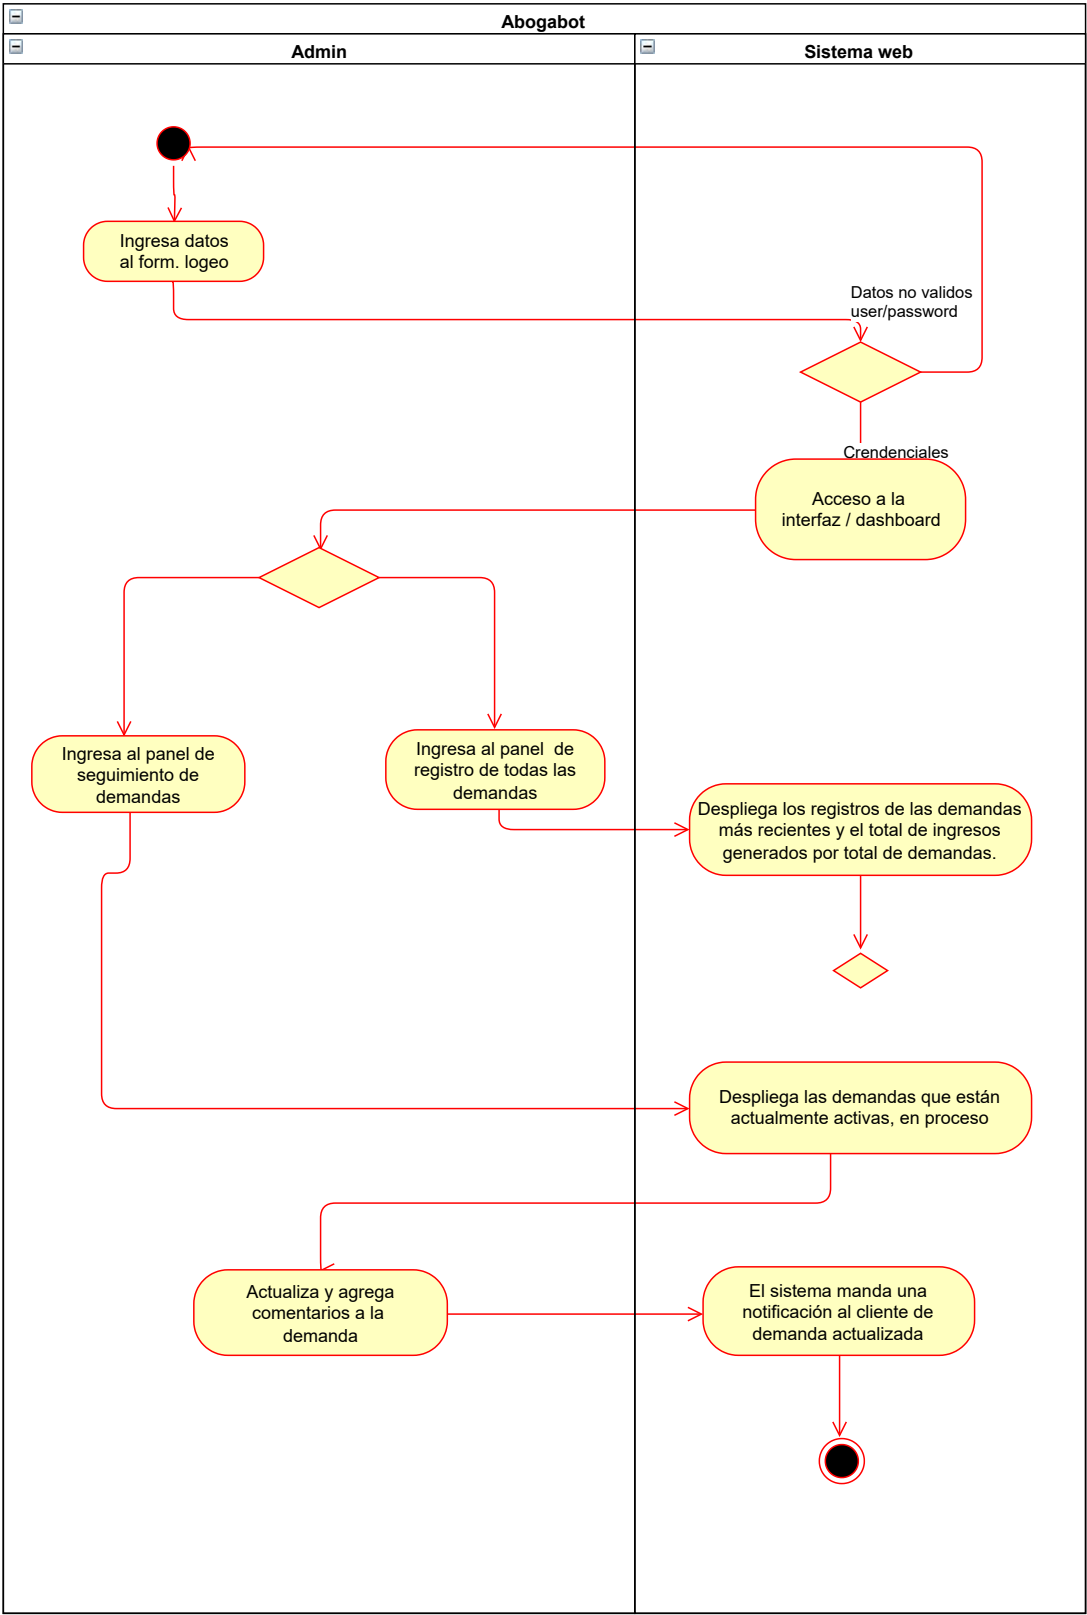 Abogabot
Admin
Sistema web
Ingresa datos
al form. logeo
Datos no validos
user/password
Crendenciales
Acceso a la
interfaz / dashboard
Ingresa al panel de
seguimiento de
demandas
Ingresa al panel  de
registro de todas las
demandas
Despliega los registros de las demandas
más recientes y el total de ingresos
generados por total de demandas.
Despliega las demandas que están
actualmente activas, en proceso
Actualiza y agrega
comentarios a la
demanda
El sistema manda una
notificación al cliente de
demanda actualizada